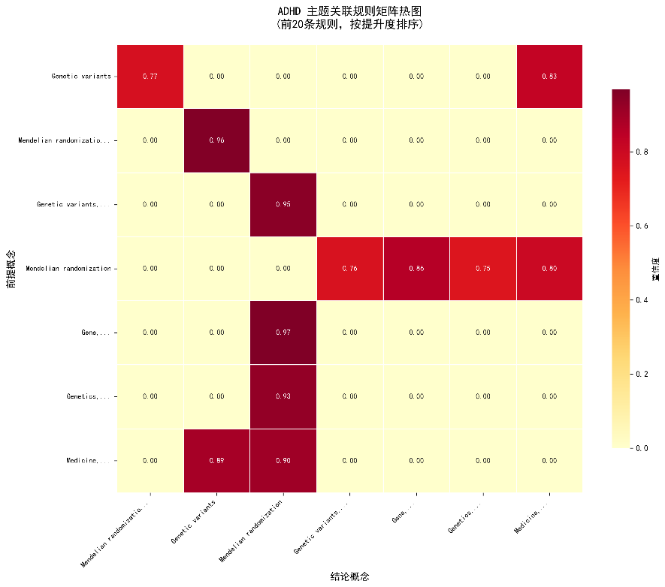 ADHD 主题关联规则矩阵热图
(前20条规则，按提升度排序)
Genetic variants
0.77 0.00 0.00 0.00 0.00 0.00 0.83
Mendelian randomizatio...
0.00 0.96 0.00 0.00 0.00 0.00 0.00
Genetic variants,...
0.00 0.00 0.95 0.00 0.00 0.00 0.00
Mendelian randomization
0.00 0.00 0.00 0.76 0.86 0.75 0.80
Gene,...
0.00 0.00 0.97 0.00 0.00 0.00 0.00
Genetics,...
0.00 0.00 0.93 0.00 0.00 0.00 0.00
Medicine,...
0.00 0.89 0.90 0.00 0.00 0.00 0.00
前提概念
Mendelian randomizatio...
Genetic variants
Mendelian randomization
Genetic variants,...
Gene,...
Genetics,...
Medicine,...
结论概念
0.8
0.6
0.4
0.2
0.0
置信度